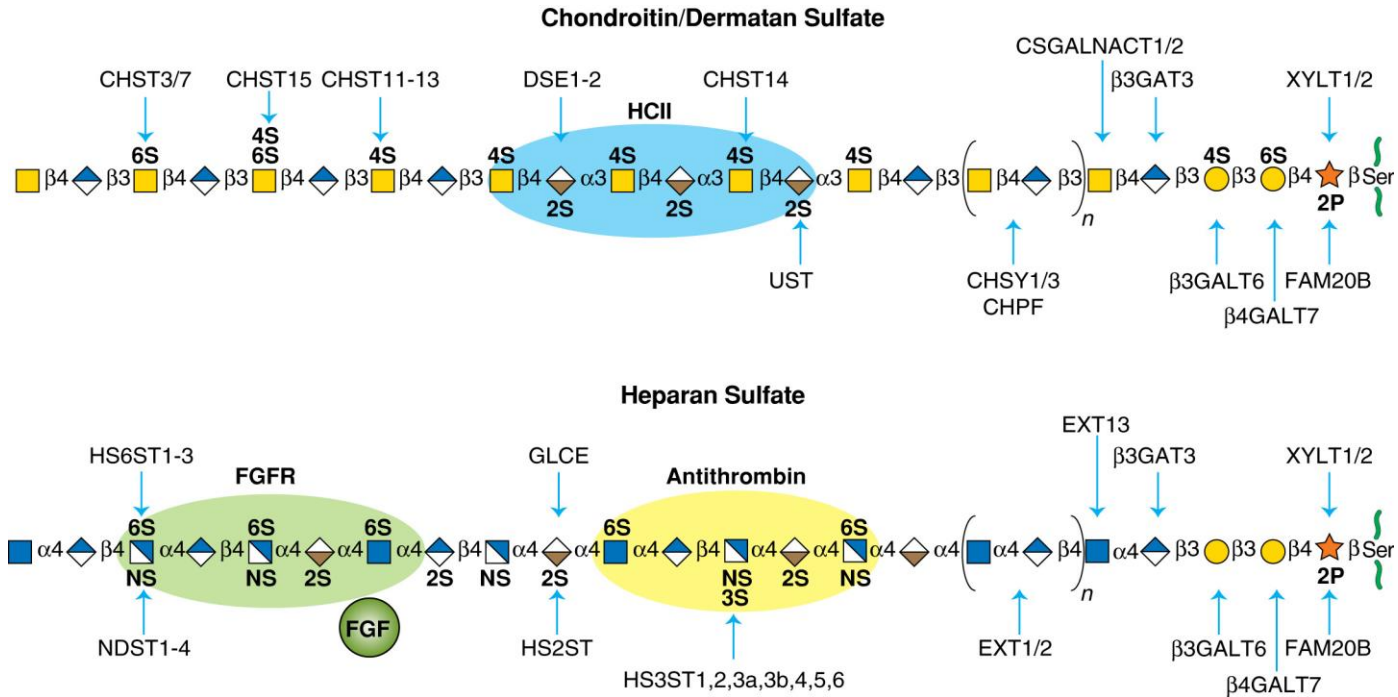 Chondroitin/Dermatan Sulfate
CSGALNACT1/2
CHST3/7 CHST15 CHST11-13 DSE1-2 CHST14 β3GAT3 XYLT1/2
HCII
4S
6S 6S 4S 4S 4S 4S 4S 4S 6S
β4 β3 β4 β3 β4 β3 β4 β3 β4 α3 β4 α3 β4 α3 β4 β3 ( β4 β3 )n β4 β3 β3 β4 βSer
2S 2S 2S 2P
UST CHSY1/3 β3GALT6 FAM20B
CHPF
β4GALT7
Heparan Sulfate
EXT13
HS6ST1-3 GLCE β3GAT3 XYLT1/2
FGFR Antithrombin
6S 6S 6S 6S 6S
α4 β4 α4 β4 α4 α4 α4 β4 α4 α4 α4 β4 α4 α4 α4 α4 ( α4 β4 )n α4 β3 β3 β4 βSer
NS NS 2S 2S NS 2S NS 2S NS 2P
3S
FGF
NDST1-4 HS2ST EXT1/2 β3GALT6 FAM20B
HS3ST1,2,3a,3b,4,5,6
β4GALT7